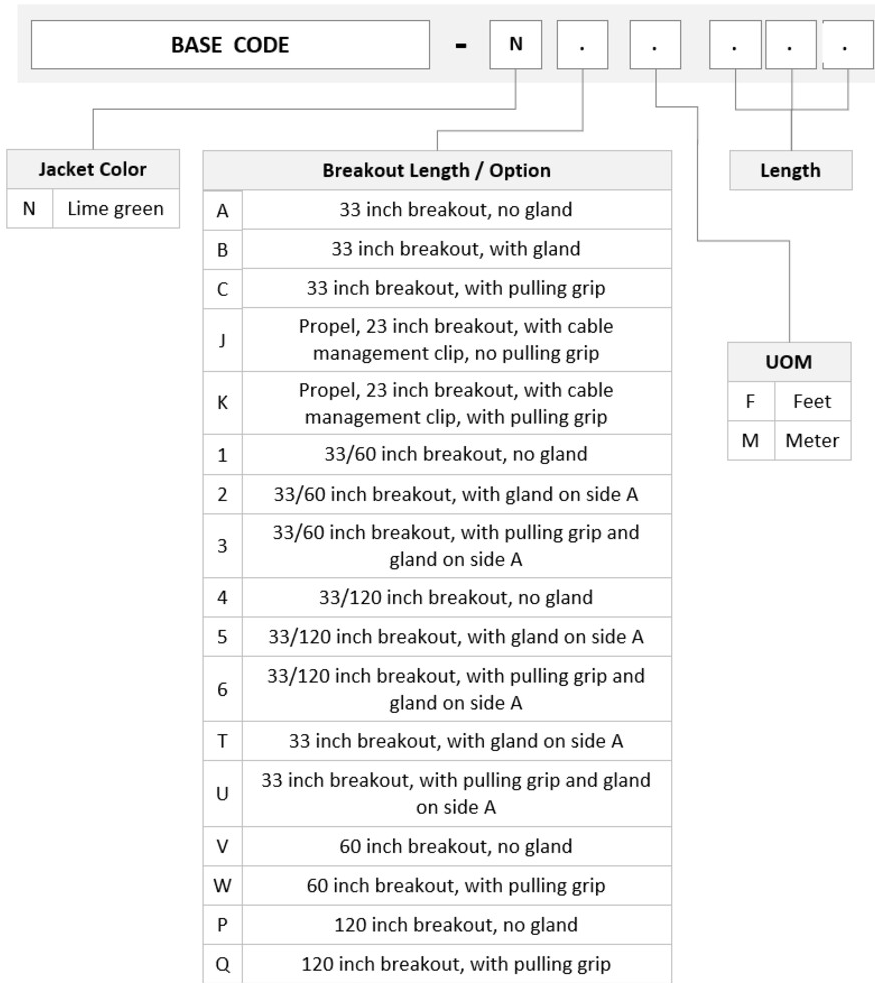 BASE CODE - N . . . . .
Jacket Color
N Lime green
Breakout Length / Option
A 33 inch breakout, no gland
B 33 inch breakout, with gland
C 33 inch breakout, with pulling grip
J Propel, 23 inch breakout, with cable
management clip, no pulling grip
K Propel, 23 inch breakout, with cable
management clip, with pulling grip
1 33/60 inch breakout, no gland
2 33/60 inch breakout, with gland on side A
3 33/60 inch breakout, with pulling grip and
gland on side A
4 33/120 inch breakout, no gland
5 33/120 inch breakout, with gland on side A
6 33/120 inch breakout, with pulling grip and
gland on side A
T 33 inch breakout, with gland on side A
U 33 inch breakout, with pulling grip and gland
on side A
V 60 inch breakout, no gland
W 60 inch breakout, with pulling grip
P 120 inch breakout, no gland
Q 120 inch breakout, with pulling grip
Length
UOM
F Feet
M Meter